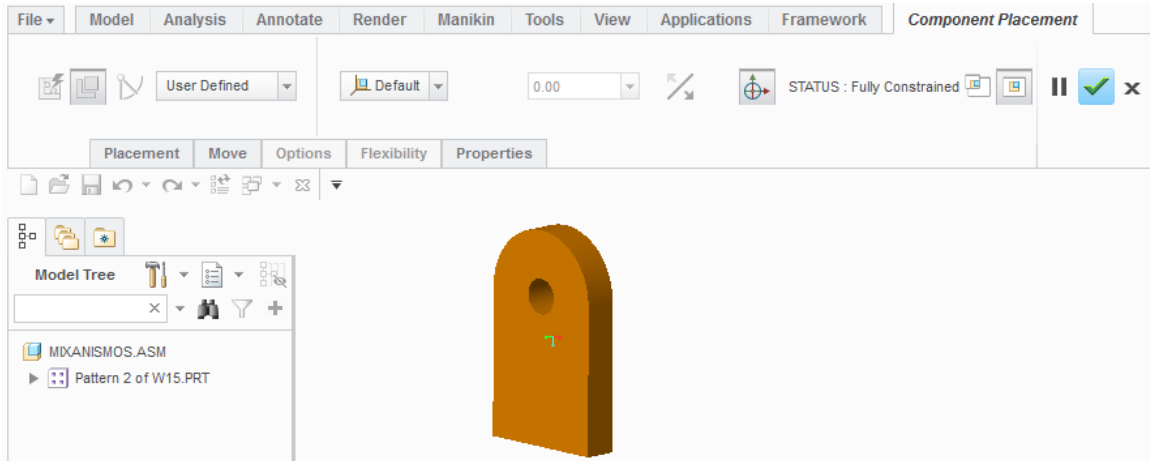 File Model Analysis Annotate Render Manikin Tools View Applications Framework Component Placement
User Defined Default 0.00 STATUS : Fully Constrained
Placement Move Options Flexibility Properties
Model Tree
MIXANISMOS.ASM
Pattern 2 of W15.PRT